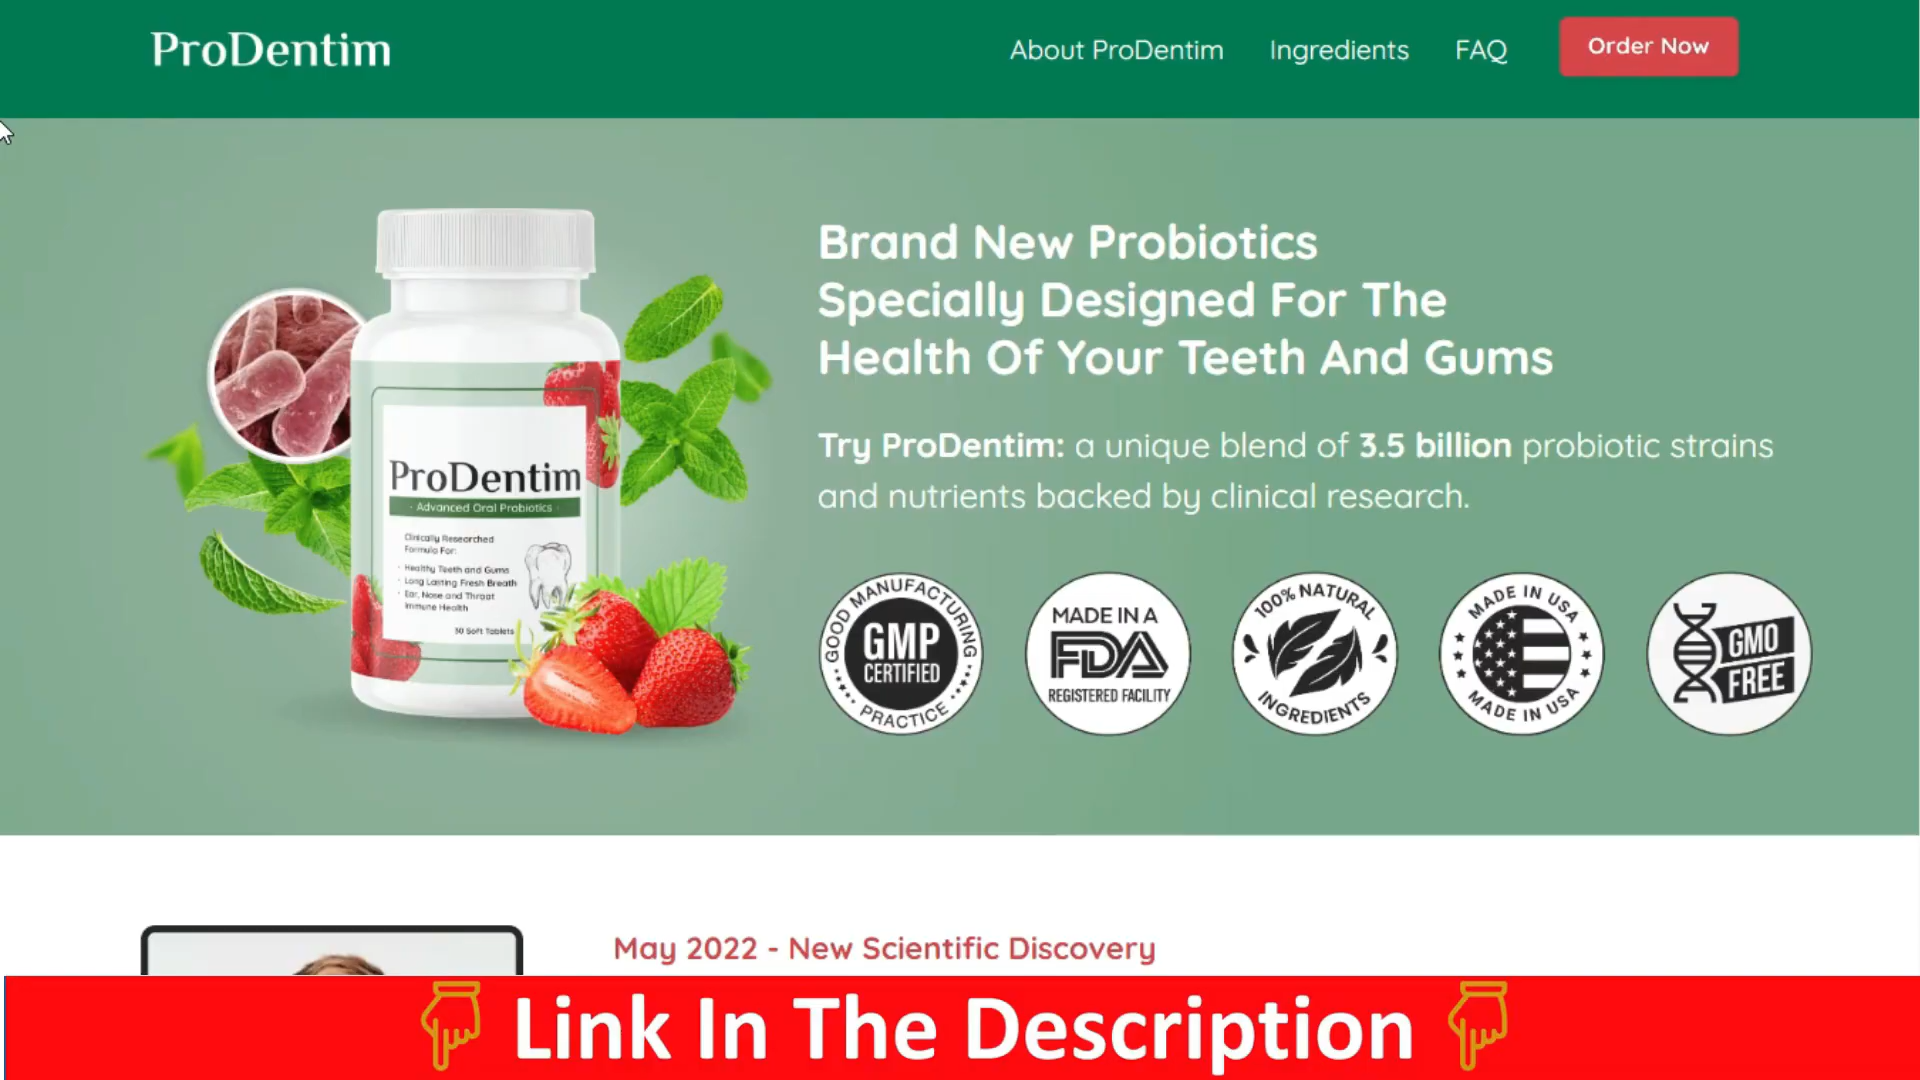 ProDentim
About ProDentim
Ingredients
FAQ
Order Now
Brand New Probiotics
Specially Designed For The
Health Of Your Teeth And Gums
Try ProDentim: a unique blend of 3.5 billion probiotic strains
and nutrients backed by clinical research.
ProDentim
· Advanced Oral Probiotics ·
Clinically Researched
Formula For:
· Healthy Teeth and Gums
· Long Lasting Fresh Breath
· Ear, Nose and Throat
Immune Health
30 Soft Tablets
GOOD MANUFACTURING
GMP
CERTIFIED
PRACTICE
MADE IN A
FDA
REGISTERED FACILITY
100% NATURAL
INGREDIENTS
MADE IN USA
MADE IN USA
GMO
FREE
May 2022 - New Scientific Discovery
Link In The Description